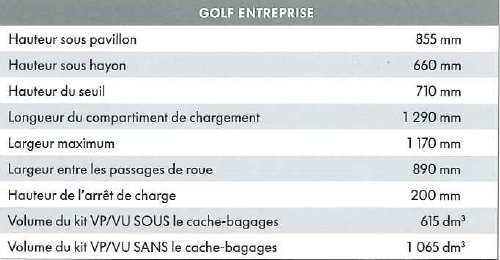 GOLF ENTREPRISE
Hauteur sous pavillon 855 mm
Hauteur sous hayon 660 mm
Hauteur du seuil 710 mm
Longueur du compartiment de chargement 1 290 mm
Largeur maximum 1 170 mm
Largeur entre les passages de roue 890 mm
Hauteur de l'arrêt de charge 200 mm
Volume du kit VP/VU SOUS le cache-bagages 615 dm³
Volume du kit VP/VU SANS le cache-bagages 1 065 dm³